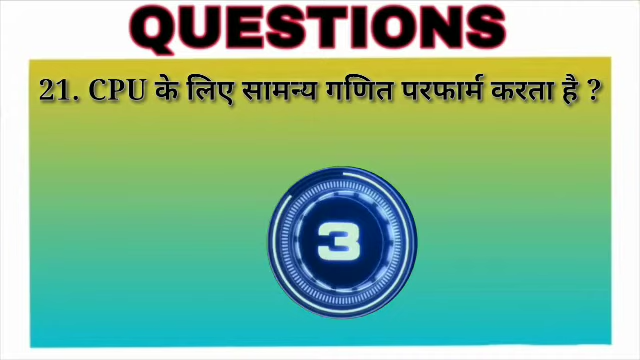 QUESTIONS
21. CPU के लिए सामन्य गणित परफार्म करता है ?
3